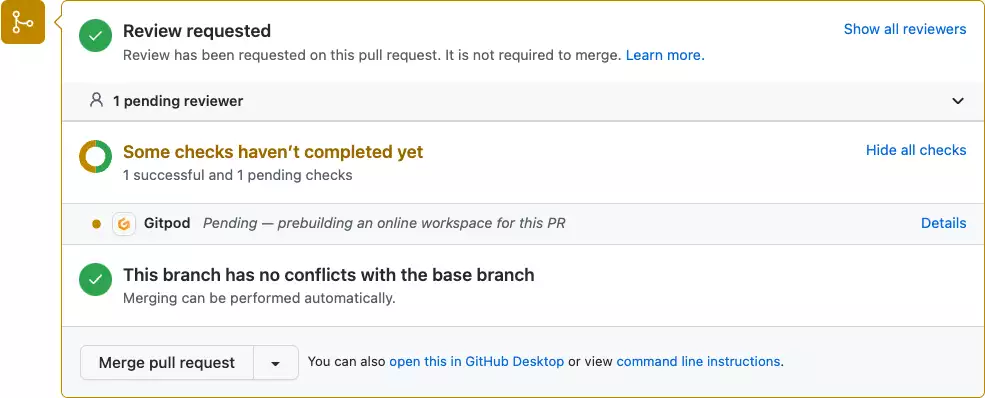 Review requested
Show all reviewers
Review has been requested on this pull request. It is not required to merge. Learn more.
1 pending reviewer
Some checks haven’t completed yet
Hide all checks
1 successful and 1 pending checks
Gitpod Pending — prebuilding an online workspace for this PR Details
This branch has no conflicts with the base branch
Merging can be performed automatically.
Merge pull request You can also open this in GitHub Desktop or view command line instructions.